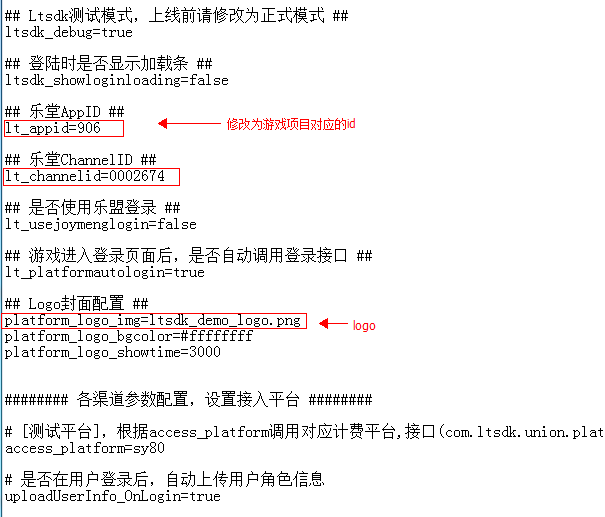 ## Ltsdk测试模式，上线前请修改为正式模式 ##
ltsdk_debug=true
## 登陆时是否显示加载条 ##
ltsdk_showloginloading=false
## 乐堂AppID ##
lt_appid=906
修改为游戏项目对应的id
## 乐堂ChannelID ##
lt_channelid=0002674
## 是否使用乐盟登录 ##
lt_usejoymenglogin=false
## 游戏进入登录页面后，是否自动调用登录接口 ##
lt_platformautologin=true
## Logo封面配置 ##
platform_logo_img=ltsdk_demo_logo.png
logo
platform_logo_bgcolor=#ffffffff
platform_logo_showtime=3000
######## 各渠道参数配置，设置接入平台 ########
# [测试平台]，根据access_platform调用对应计费平台,接口(com.ltsdk.union.plat
access_platform=sy80
# 是否在用户登录后，自动上传用户角色信息
uploadUserInfo_OnLogin=true